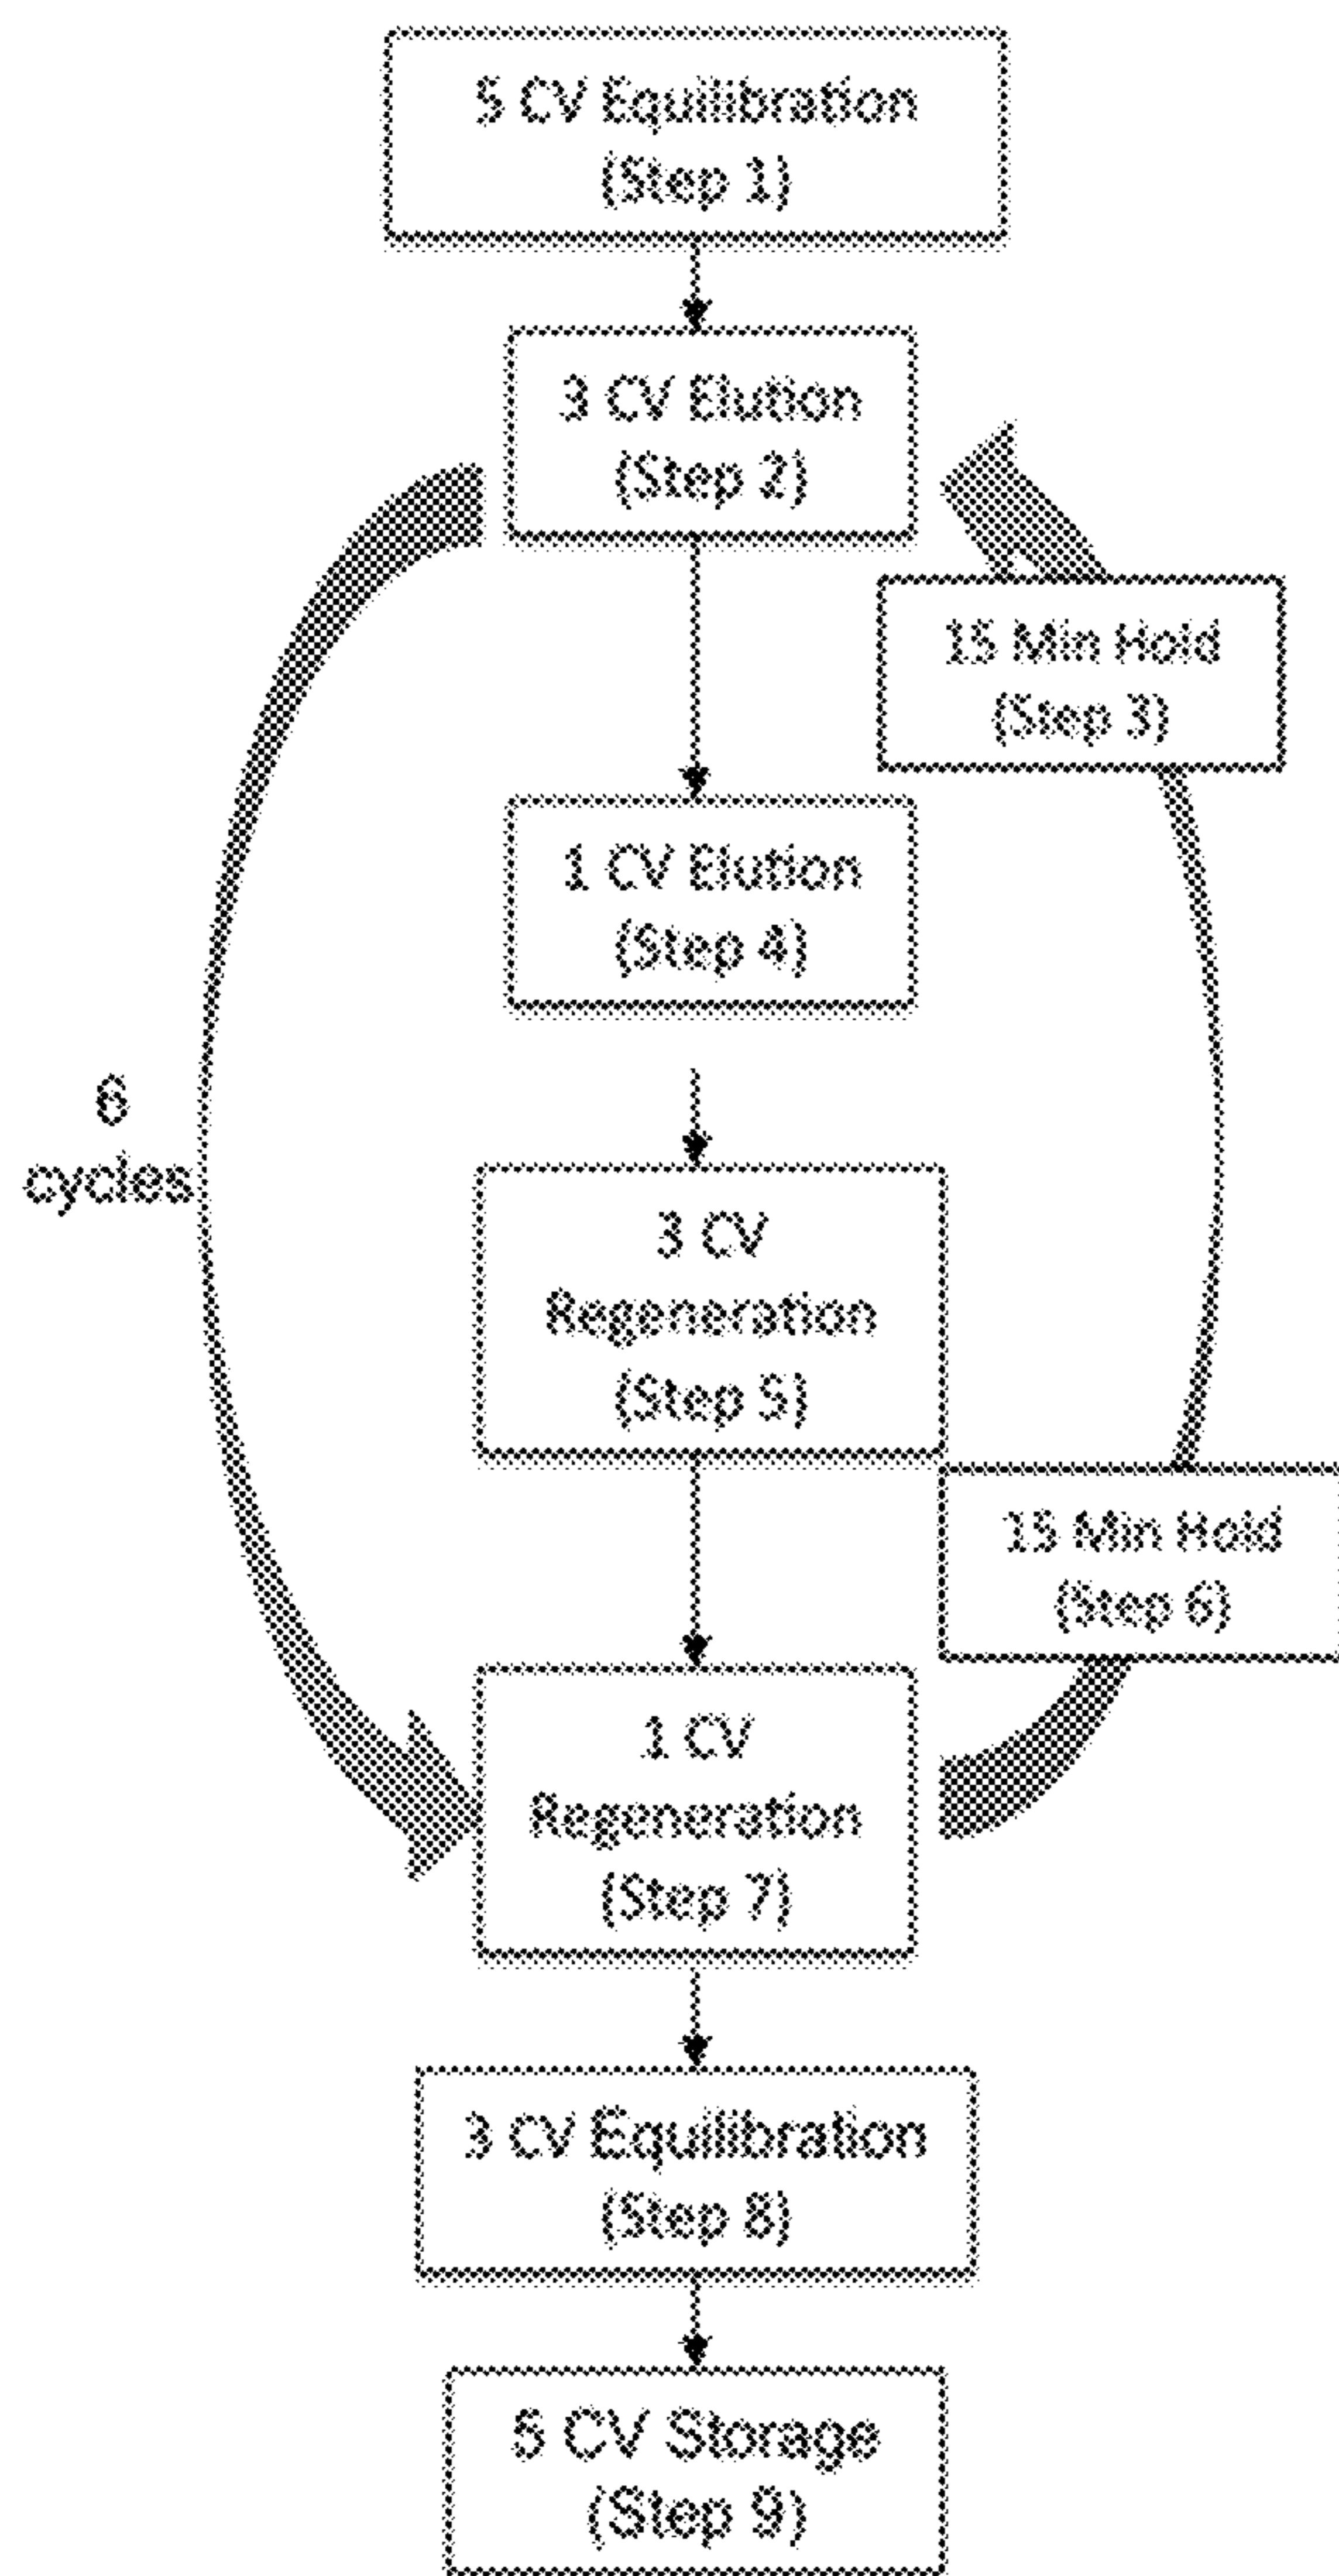 5 CV Equilibration
(Step 1)
3 CV Elution
(Step 2)
15 Min Hold
(Step 3)
1 CV Elution
(Step 4)
6
cycles
3 CV
Regeneration
(Step 5)
15 Min Hold
(Step 6)
1 CV
Regeneration
(Step 7)
3 CV Equilibration
(Step 8)
5 CV Storage
(Step 9)